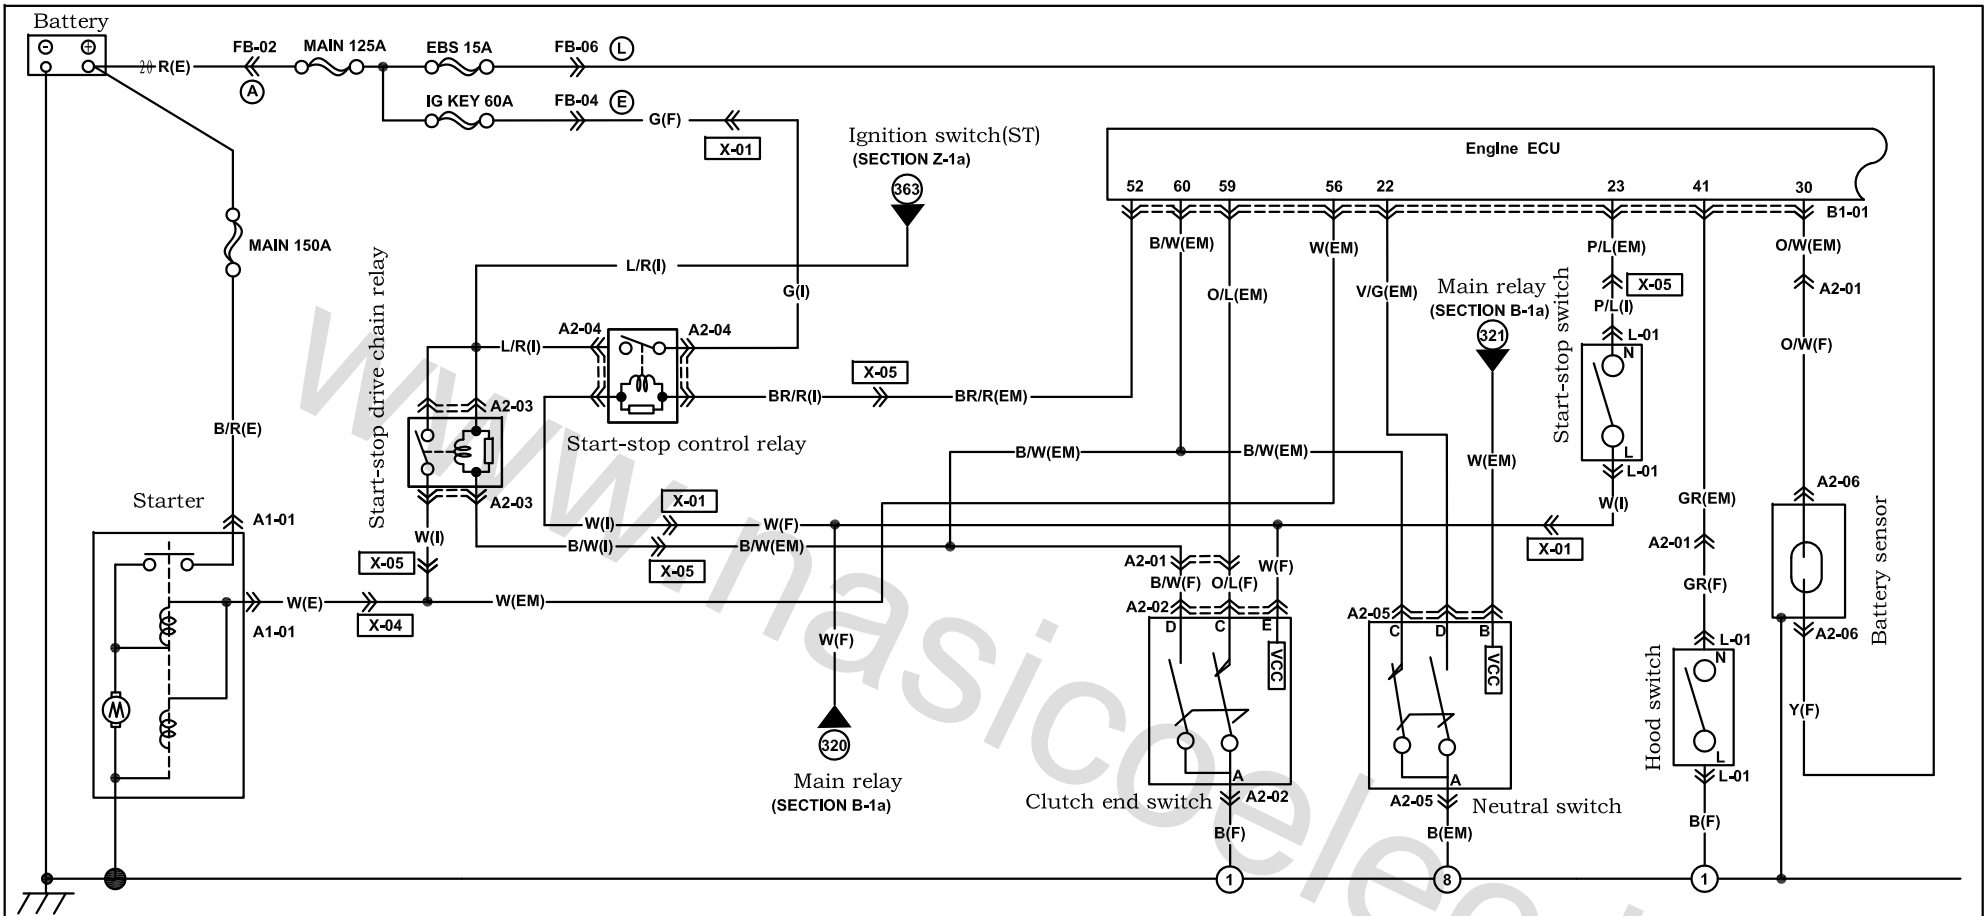 Battery
- +
20 R(E)
FB-02
A
MAIN 125A
EBS 15A
FB-06 L
IG KEY 60A
FB-04 E
G(F)
X-01
Ignition switch(ST)
(SECTION Z-1a)
363
EngIne ECU
52 60 59 56 22 23 41 30
B1-01
MAIN 150A
L/R(I)
G(I)
B/W(EM)
O/L(EM)
W(EM)
V/G(EM)
Main relay
(SECTION B-1a)
321
P/L(EM)
X-05
P/L(I)
L-01
N
Start-stop switch
L
L-01
W(I)
O/W(EM)
A2-01
O/W(F)
Start-stop drive chain relay
L/R(I)
A2-04
A2-04
A2-03
BR/R(I)
X-05
BR/R(EM)
Start-stop control relay
A2-03
B/R(E)
B/W(EM)
B/W(EM)
W(EM)
GR(EM)
A2-01
GR(F)
A2-06
Battery sensor
A2-06
Y(F)
Starter
A1-01
M
A1-01
W(E)
X-04
W(I)
X-05
W(EM)
W(I)
X-01
W(F)
B/W(I)
X-05
B/W(EM)
X-01
W(F)
320
Main relay
(SECTION B-1a)
A2-01
B/W(F) O/L(F)
W(F)
A2-02
D C E
VCC
A
Clutch end switch
A2-02
B(F)
1
A2-05
C D B
VCC
A
A2-05
Neutral switch
B(EM)
8
L-01
N
Hood switch
L
L-01
B(F)
1
www.nasicoelec